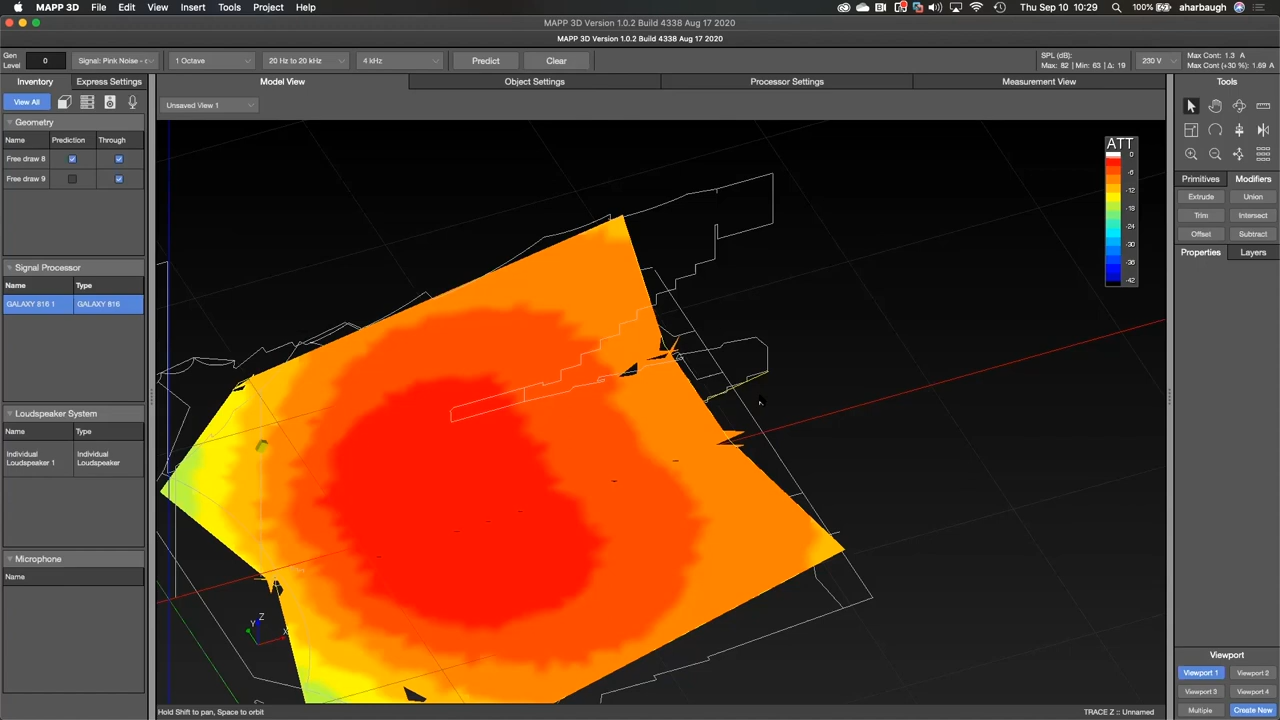 MAPP 3D File Edit View Insert Tools Project Help
Thu Sep 10 10:29 100% aharbaugh
MAPP 3D Version 1.0.2 Build 4338 Aug 17 2020
MAPP 3D Version 1.0.2 Build 4338 Aug 17 2020
Gen Level 0 Signal: Pink Noise - 1 Octave 20 Hz to 20 kHz 4 kHz Predict Clear
SPL (dB):
Max: 82 | Min: 63 | Δ: 19
230 V
Max Cont: 1.3 A
Max Cont (+30 %): 1.69 A
Inventory Express Settings
Model View Object Settings Processor Settings Measurement View
Tools
View All
Unsaved View 1
Geometry
Name Prediction Through
Free draw 8
Free draw 9
Signal Processor
Name Type
GALAXY 816 1 GALAXY 816
Loudspeaker System
Name Type
Individual Loudspeaker 1 Individual Loudspeaker
Microphone
Name
ATT
0
-6
-12
-18
-24
-30
-36
-42
Z
Y
X
Primitives Modifiers
Extrude Union
Trim Intersect
Offset Subtract
Properties Layers
Viewport
Viewport 1 Viewport 2
Viewport 3 Viewport 4
Multiple Create New
Hold Shift to pan, Space to orbit
TRACE Z :: Unnamed